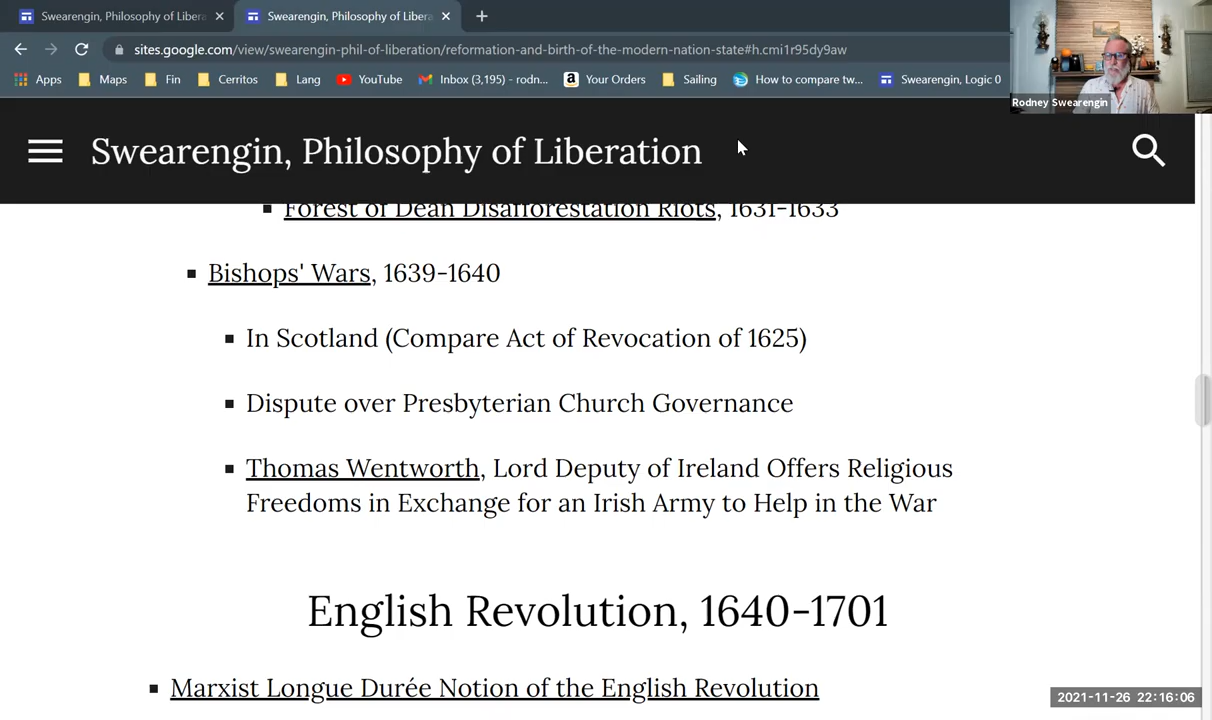 Swearengin, Philosophy of Libera
Swearengin, Philosophy of Libera
sites.google.com/view/swearengin-phil-of-liberation/reformation-and-birth-of-the-modern-nation-state#h.cmi1r95dy9aw
Apps Maps Fin Cerritos Lang YouTube Inbox (3,195) - rodn... Your Orders Sailing How to compare tw... Swearengin, Logic 0
Rodney Swearengin
Swearengin, Philosophy of Liberation
Forest of Dean Disafforestation Riots, 1631-1633
Bishops' Wars, 1639-1640
In Scotland (Compare Act of Revocation of 1625)
Dispute over Presbyterian Church Governance
Thomas Wentworth, Lord Deputy of Ireland Offers Religious
Freedoms in Exchange for an Irish Army to Help in the War
English Revolution, 1640-1701
Marxist Longue Durée Notion of the English Revolution
2021-11-26 22:16:06